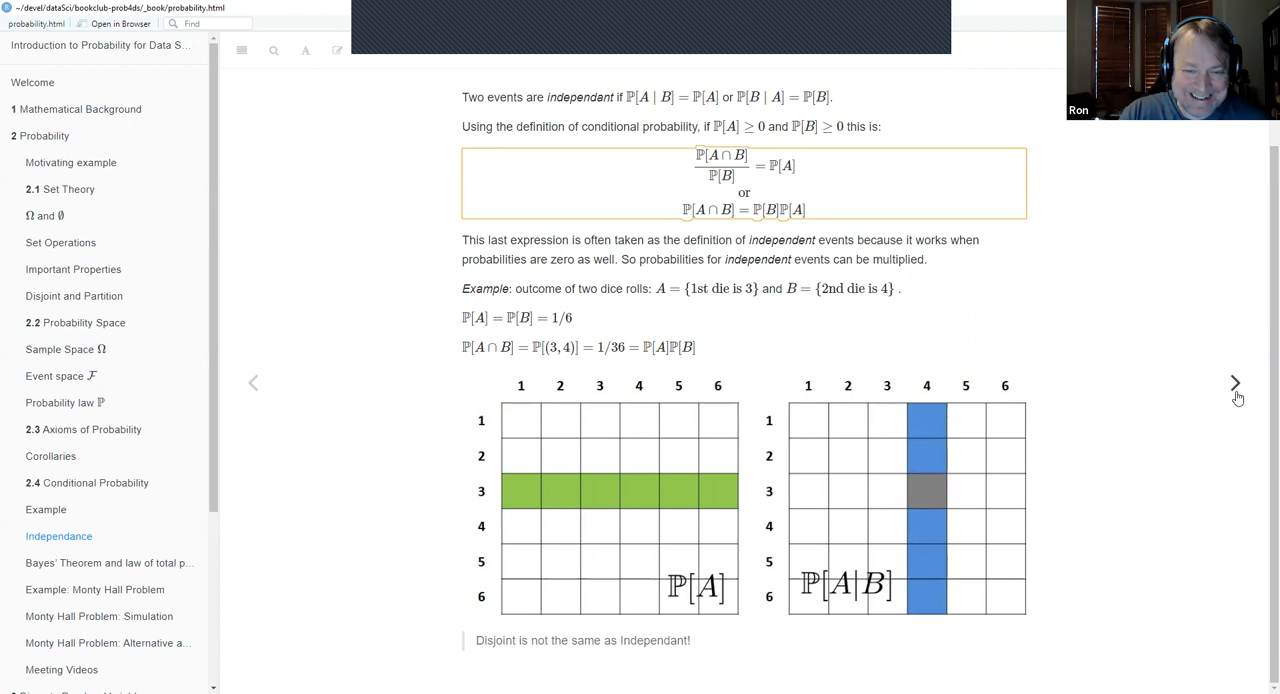 ~/devel/dataSci/bookclub-prob4ds/_book/probability.html
probability.html
Open in Browser
Find
Introduction to Probability for Data S...
Welcome
1 Mathematical Background
2 Probability
Motivating example
2.1 Set Theory
Ω and ∅
Set Operations
Important Properties
Disjoint and Partition
2.2 Probability Space
Sample Space Ω
Event space ℱ
Probability law ℙ
2.3 Axioms of Probability
Corollaries
2.4 Conditional Probability
Example
Independance
Bayes' Theorem and law of total p...
Example: Monty Hall Problem
Monty Hall Problem: Simulation
Monty Hall Problem: Alternative a...
Meeting Videos
A
Ron
Two events are independant if ℙ[A | B] = ℙ[A] or ℙ[B | A] = ℙ[B].
Using the definition of conditional probability, if ℙ[A] ≥ 0 and ℙ[B] ≥ 0 this is:
ℙ[A ∩ B]
ℙ[B]
= ℙ[A]
or
ℙ[A ∩ B] = ℙ[B]ℙ[A]
This last expression is often taken as the definition of independent events because it works when
probabilities are zero as well. So probabilities for independent events can be multiplied.
Example: outcome of two dice rolls: A = {1st die is 3} and B = {2nd die is 4} .
ℙ[A] = ℙ[B] = 1/6
ℙ[A ∩ B] = ℙ[(3, 4)] = 1/36 = ℙ[A]ℙ[B]
1 2 3 4 5 6
1
2
3
4
5
6
ℙ[A]
1 2 3 4 5 6
1
2
3
4
5
6
ℙ[A|B]
Disjoint is not the same as Independant!